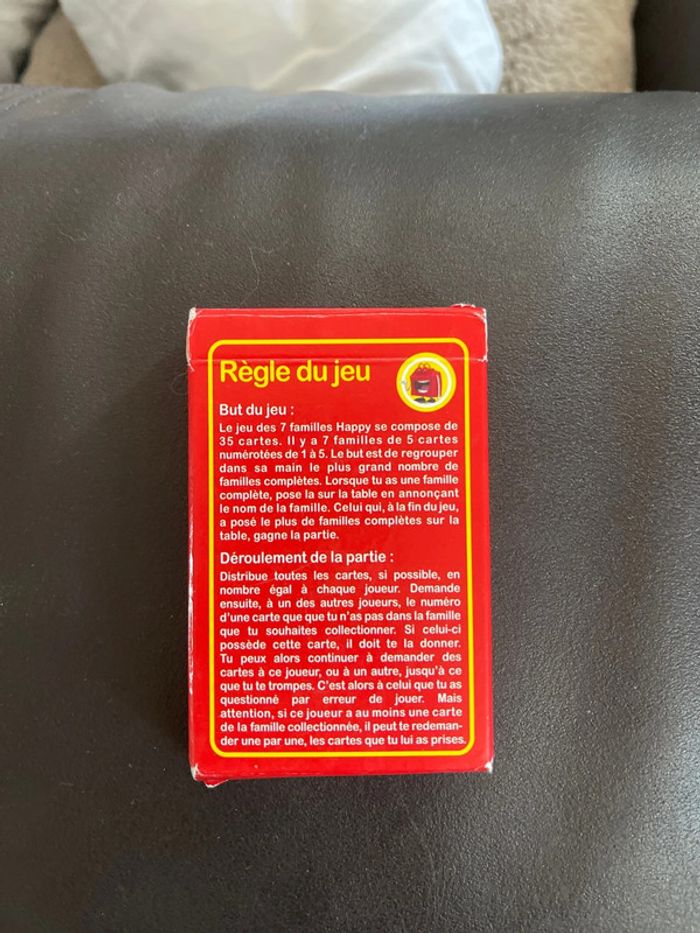 Règle du jeu
But du jeu :
Le jeu des 7 familles Happy se compose de
35 cartes. Il y a 7 familles de 5 cartes
numérotées de 1 à 5. Le but est de regrouper
dans sa main le plus grand nombre de
familles complètes. Lorsque tu as une famille
complète, pose la sur la table en annonçant
le nom de la famille. Celui qui, à la fin du jeu,
a posé le plus de familles complètes sur la
table, gagne la partie.
Déroulement de la partie :
Distribue toutes les cartes, si possible, en
nombre égal à chaque joueur. Demande
ensuite, à un des autres joueurs, le numéro
d'une carte que que tu n'as pas dans la famille
que tu souhaites collectionner. Si celui-ci
possède cette carte, il doit te la donner.
Tu peux alors continuer à demander des
cartes à ce joueur, ou à un autre, jusqu'à ce
que tu te trompes. C'est alors à celui que tu as
questionné par erreur de jouer. Mais
attention, si ce joueur a au moins une carte
de la famille collectionnée, il peut te redeman-
der une par une, les cartes que tu lui as prises.